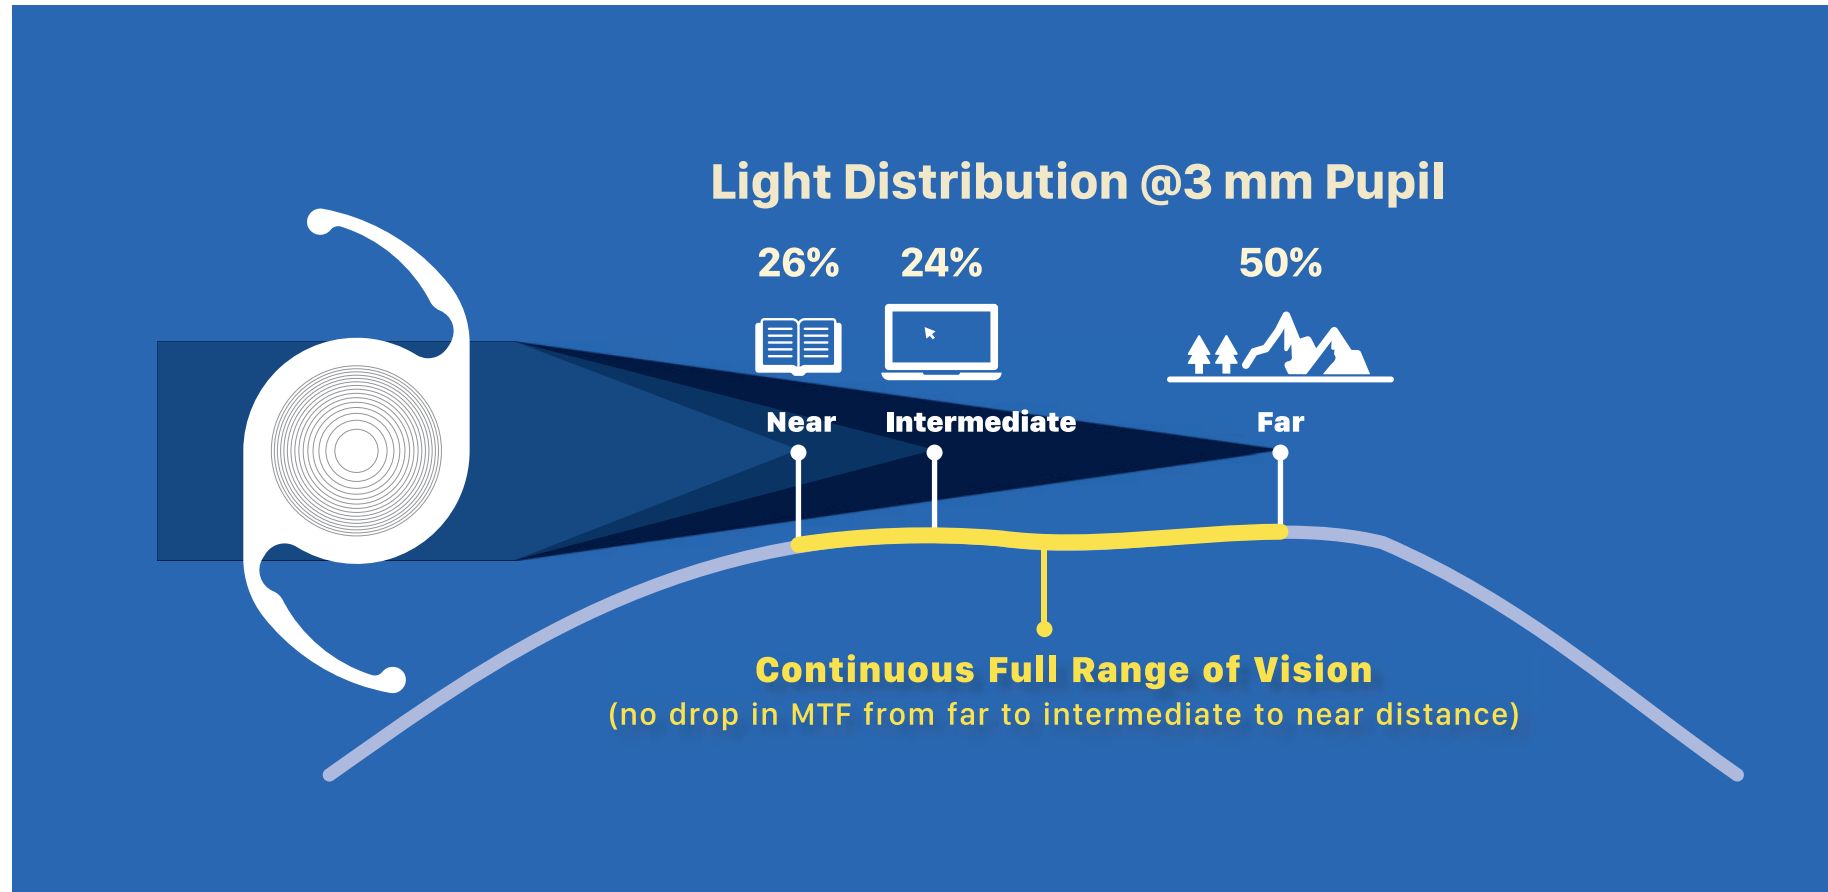 Light Distribution @3 mm Pupil
26% 24% 50%
Near Intermediate Far
Continuous Full Range of Vision
(no drop in MTF from far to intermediate to near distance)